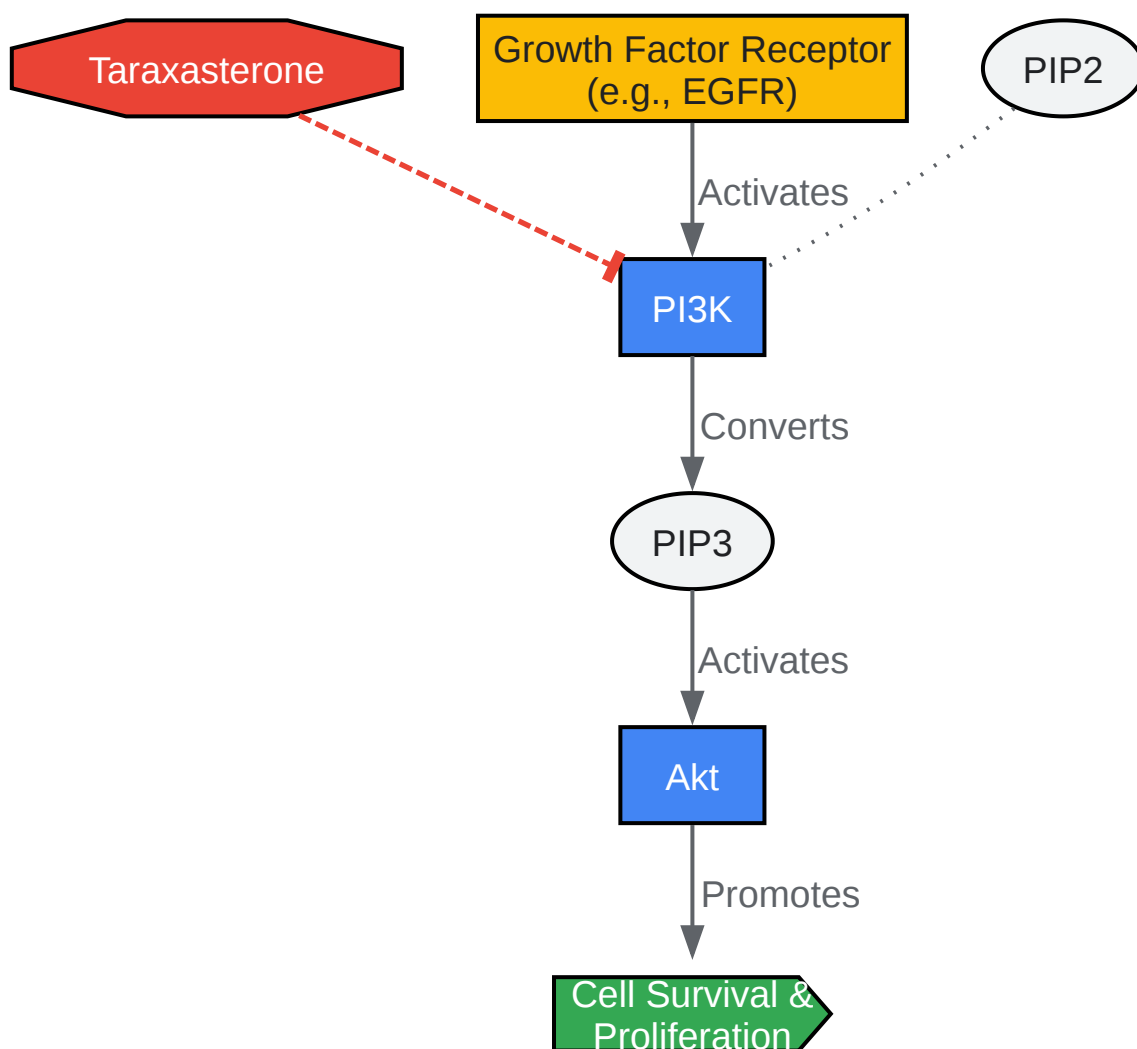 Taraxasterone
Growth Factor Receptor
(e.g., EGFR)
PIP2
Activates
PI3K
Converts
PIP3
Activates
Akt
Promotes
Cell Survival &
Proliferation